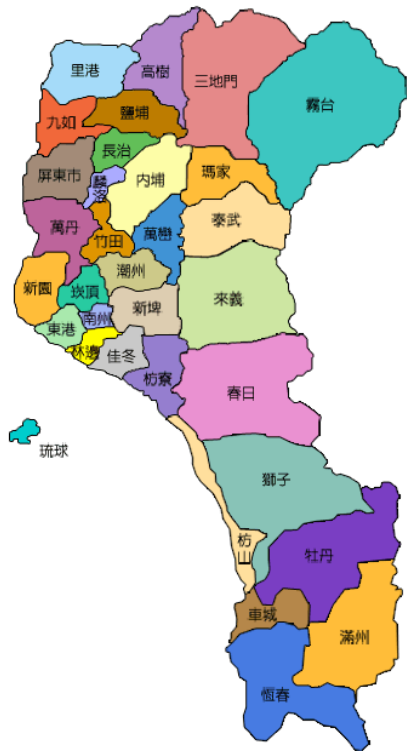 里港
高樹
三地門
霧台
九如
鹽埔
長治
屏東市
麟洛
內埔
瑪家
萬丹
竹田
萬巒
泰武
潮州
新園
崁頂
來義
新埤
南州
東港
林邊
佳冬
枋寮
春日
琉球
獅子
枋山
牡丹
車城
滿州
恆春